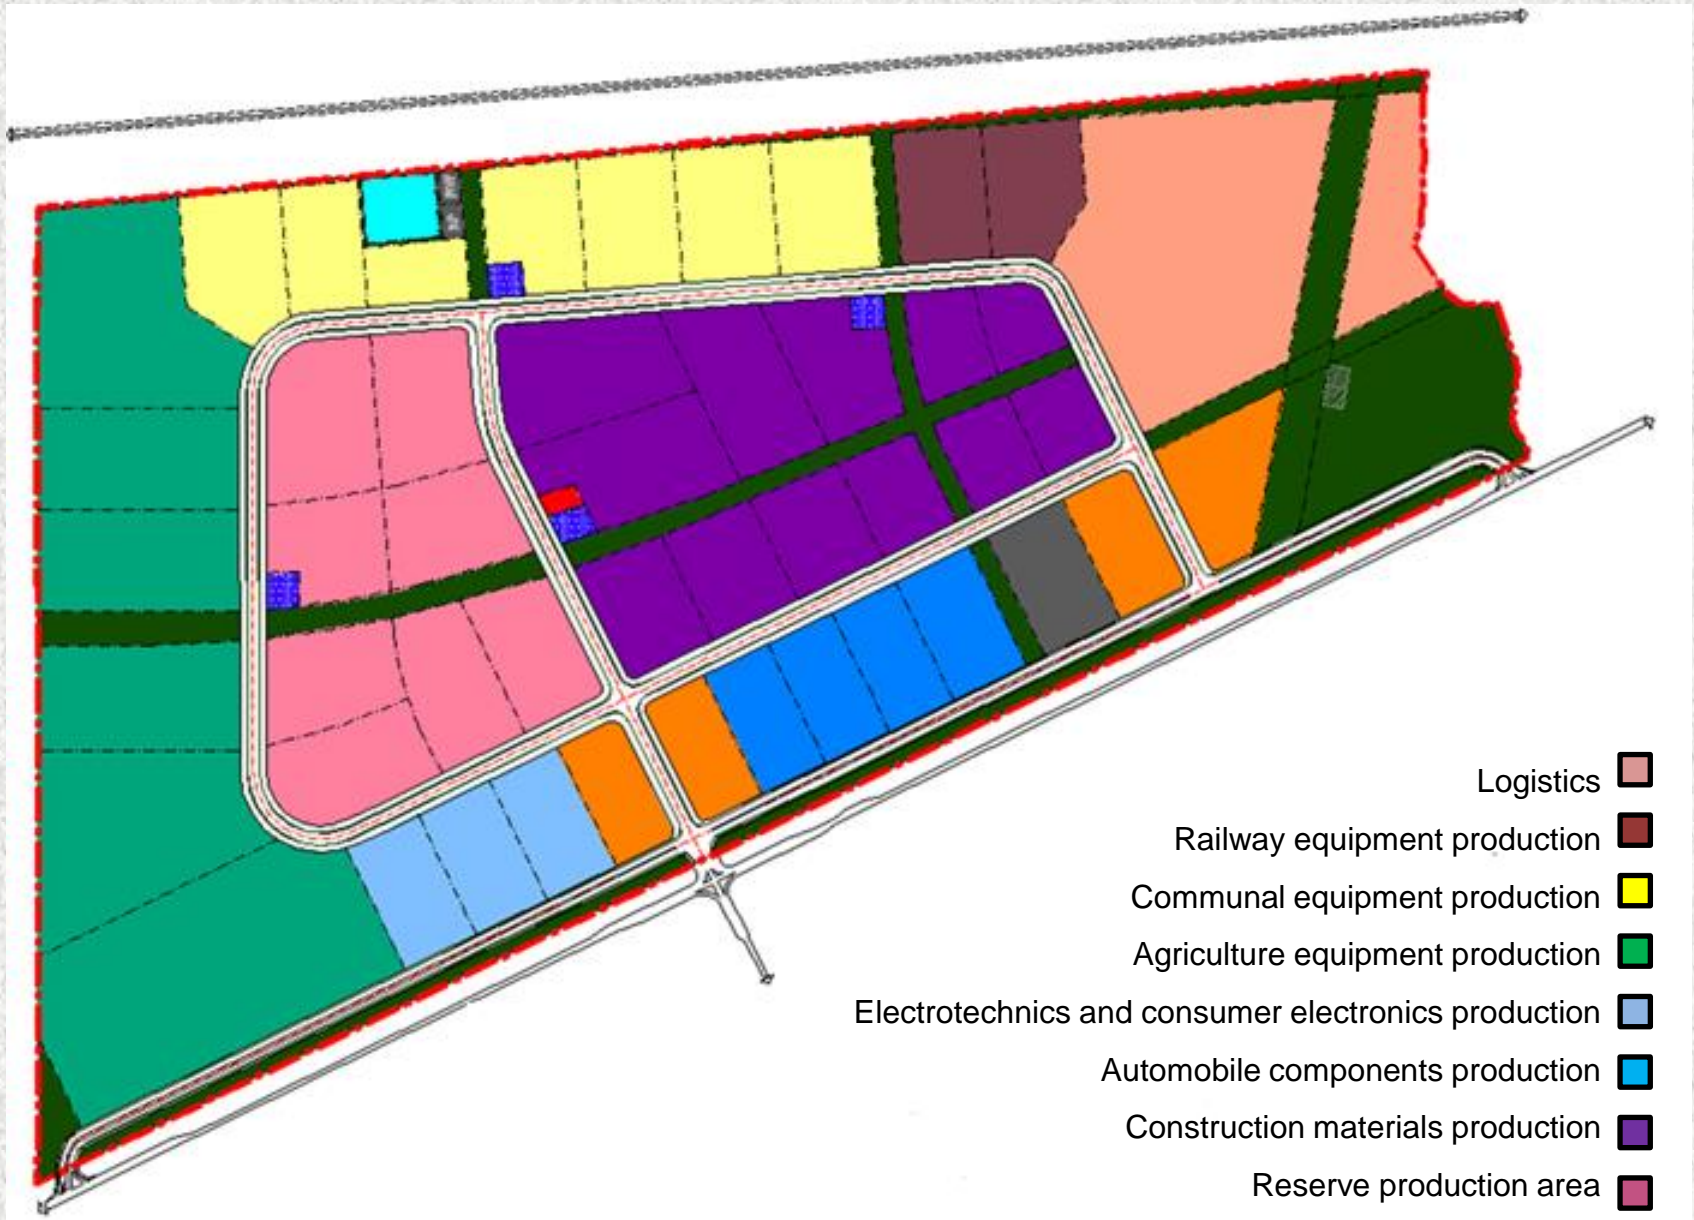 Logistics
Railway equipment production
Communal equipment production
Agriculture equipment production
Electrotechnics and consumer electronics production
Automobile components production
Construction materials production
Reserve production area